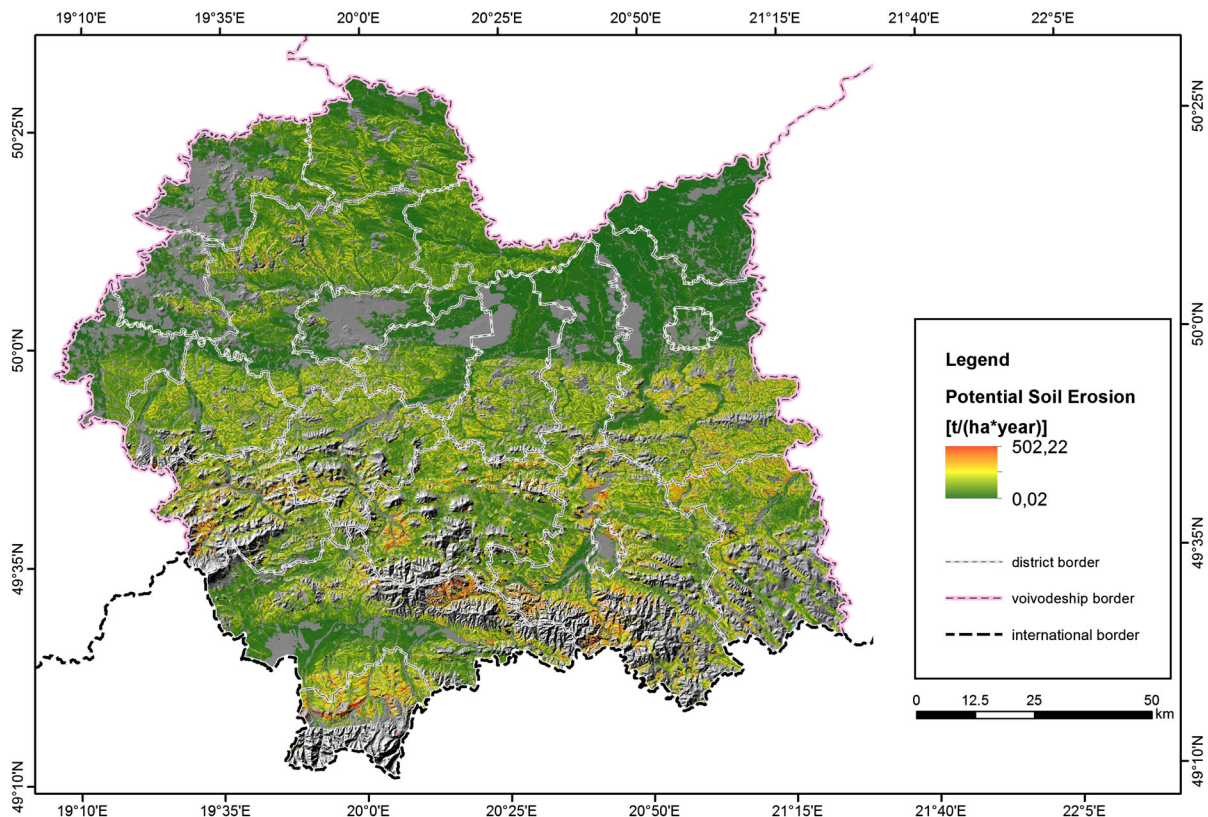 19°10'E 19°35'E 20°0'E 20°25'E 20°50'E 21°15'E 21°40'E 22°5'E
50°25'N
50°25'N
50°0'N
50°0'N
Legend
Potential Soil Erosion
[t/(ha*year)]
502,22
0,02
49°35'N
49°35'N
district border
voivodeship border
international border
0 12.5 25 50
km
49°10'N
49°10'N
19°10'E 19°35'E 20°0'E 20°25'E 20°50'E 21°15'E 21°40'E 22°5'E